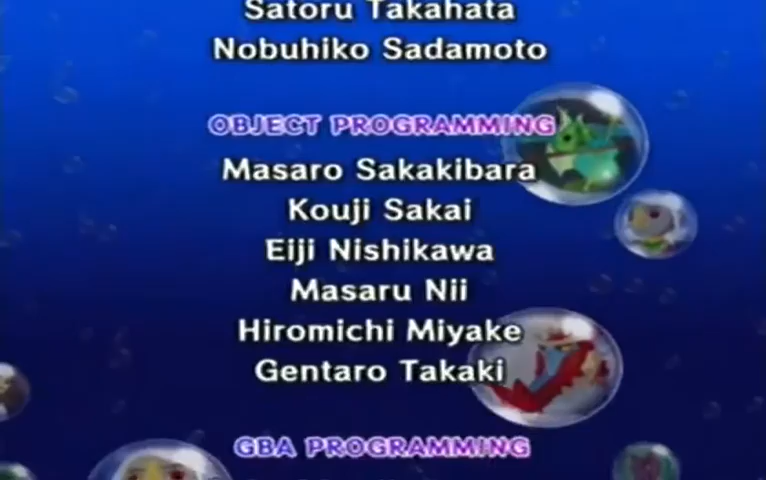 Satoru Takahata
Nobuhiko Sadamoto
OBJECT PROGRAMMING
Masaro Sakakibara
Kouji Sakai
Eiji Nishikawa
Masaru Nii
Hiromichi Miyake
Gentaro Takaki
GBA PROGRAMMING